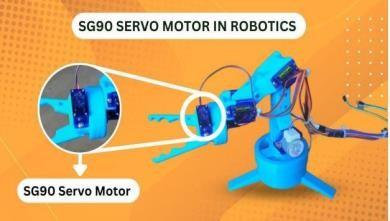 SG90 SERVO MOTOR IN ROBOTICS
SG90 Servo Motor